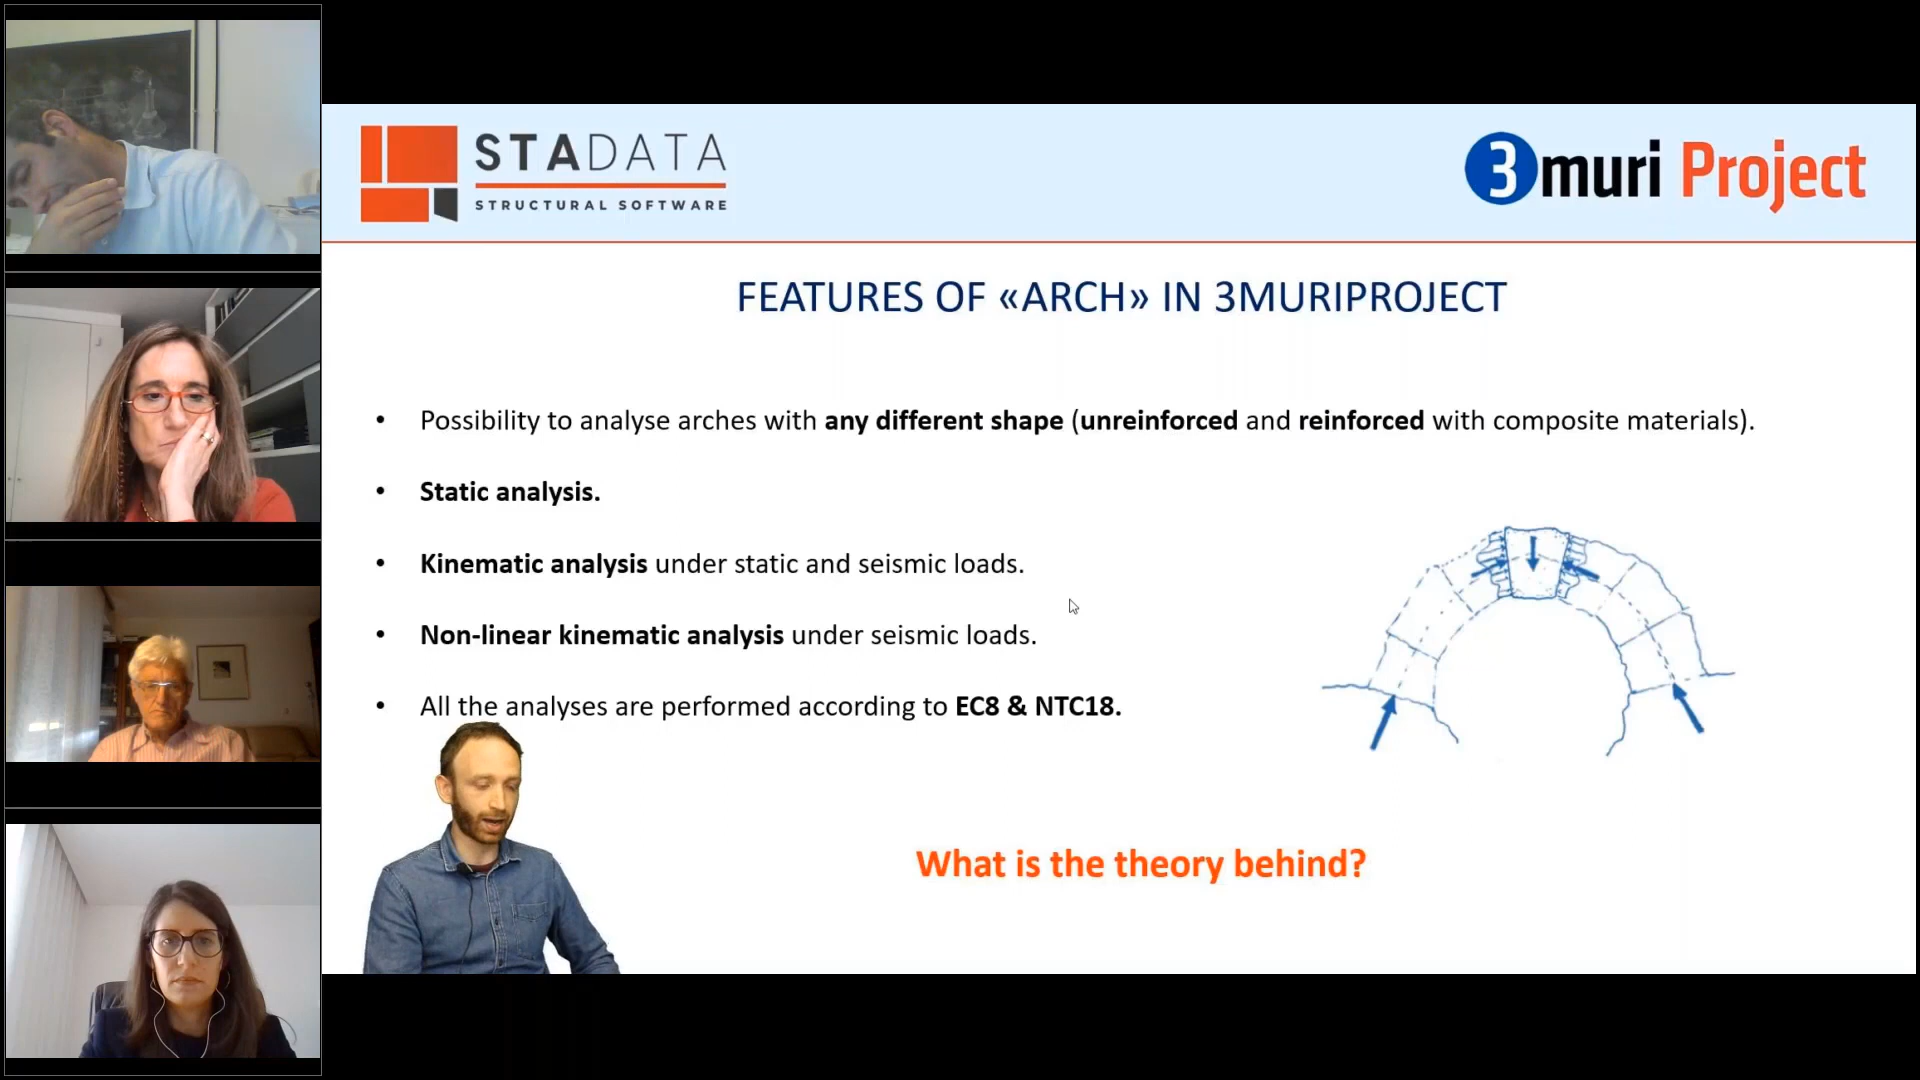 STADATA
STRUCTURAL SOFTWARE
3muri Project
FEATURES OF «ARCH» IN 3MURIPROJECT
• Possibility to analyse arches with any different shape (unreinforced and reinforced with composite materials).
• Static analysis.
• Kinematic analysis under static and seismic loads.
• Non-linear kinematic analysis under seismic loads.
• All the analyses are performed according to EC8 & NTC18.
What is the theory behind?